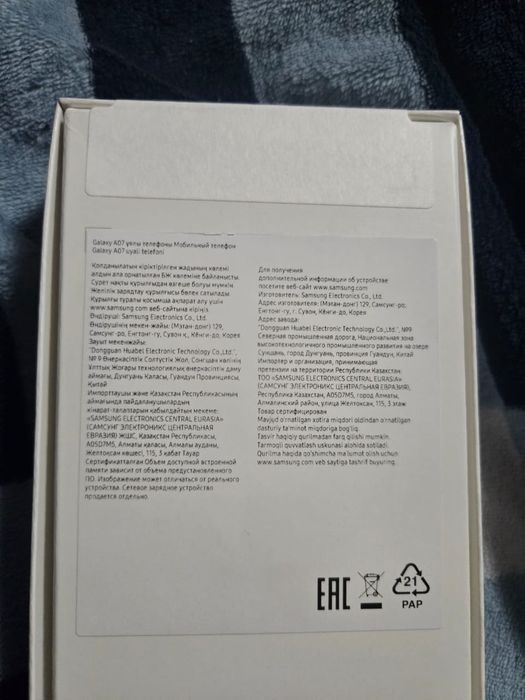 Galaxy A07 ұялы телефоны Мобильный телефон
Galaxy A07 uyali telefoni
Қолданылатын кіріктірілген жадының көлемі
алдын ала орнатылған БЖ көлеміне байланысты.
Сурет нақты құрылғыдан өзгеше болуы мүмкін.
Желілік зарядтау құрылғысы бөлек сатылады.
Құрылғы туралы қосымша ақпарат алу үшін
www.samsung.com веб-сайтына кіріңіз.
Өндіруші: Samsung Electronics Co., Ltd.
Өндірушінің мекен-жайы: (Мэтан-донг) 129,
Самсунг-ро, Енгтонг-гу, Сувон қ., Кёнги-до, Корея
Зауыт мекенжайы:
"Dongguan Huabei Electronic Technology Co.,Ltd.",
№9 Өнеркәсіптік Солтүстік Жол, Соңгшан көлінің
Ұлттық Жоғары технологиялық өнеркәсіптік даму
аймағы, Дунгуань Қаласы, Гуандун Провинциясы,
Китай
Импорттаушы және Қазақстан Республикасының
аймағында пайдаланушылардың
кінәрат-талаптарын қабылдайтын мекеме:
«SAMSUNG ELECTRONICS CENTRAL EURASIA»
(САМСУНГ ЭЛЕКТРОНИКС ЦЕНТРАЛЬНАЯ
ЕВРАЗИЯ) ЖШС, Қазақстан Республикасы,
A05D7M5, Алматы қаласы, Алмалы ауданы,
Желтоқсан көшесі, 115, 3 қабат Тауар
Сертификатталған Объем доступной встроенной
памяти зависит от объема предустановленного
ПО. Изображение может отличаться от реального
устройства. Сетевое зарядное устройство
продается отдельно.
Для получения
дополнительной информации об устройстве
посетите веб-сайт www.samsung.com
Изготовитель: Samsung Electronics Co., Ltd.
Адрес изготовителя: (Мэтан-донг) 129, Самсунг-ро,
Енгтонг-гу, г. Сувон, Кёнги-до, Корея
Адрес завода:
"Dongguan Huabei Electronic Technology Co.,Ltd.", №9
Северная промышленная дорога, Национальная зона
высокотехнологичного промышленного развития на озере
Суншань, город Дунгуань, провинция Гуандун, Китай
Импортер и организация, принимающая
претензии на территории Республики Казахстан:
ТОО «SAMSUNG ELECTRONICS CENTRAL EURASIA»
(САМСУНГ ЭЛЕКТРОНИКС ЦЕНТРАЛЬНАЯ ЕВРАЗИЯ),
Республика Казахстан, A05D7M5, город Алматы,
Алмалинский район, улица Желтоксан, 115, 3 этаж
Товар сертифицирован
Mavjud o'rnatilgan xotira miqdori oldindan o'rnatilgan
dasturiy ta'minot miqdoriga bog'liq.
Tasvir haqiqiy qurilmadan farq qilishi mumkin.
Tarmoqli quvvatlash uskunasi alohida sotiladi.
Qurilma haqida qo'shimcha ma'lumot olish uchun
www.samsung.com veb saytiga tashrif buyuring.
EAC
21
PAP